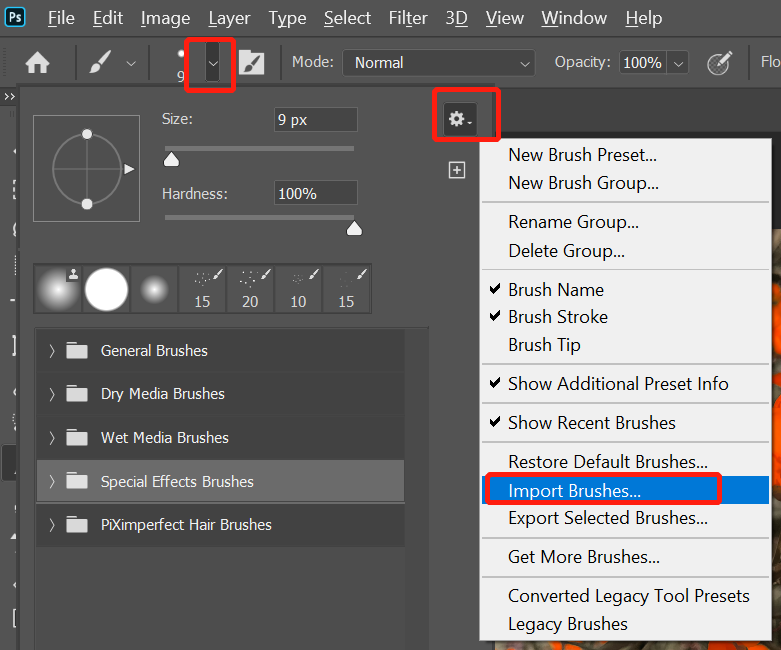 Ps File Edit Image Layer Type Select Filter 3D View Window Help
9 Mode: Normal Opacity: 100% Flo
Size: 9 px
Hardness: 100%
15 20 10 15
General Brushes
Dry Media Brushes
Wet Media Brushes
Special Effects Brushes
PiXimperfect Hair Brushes
New Brush Preset...
New Brush Group...
Rename Group...
Delete Group...
Brush Name
Brush Stroke
Brush Tip
Show Additional Preset Info
Show Recent Brushes
Restore Default Brushes...
Import Brushes...
Export Selected Brushes...
Get More Brushes...
Converted Legacy Tool Presets
Legacy Brushes